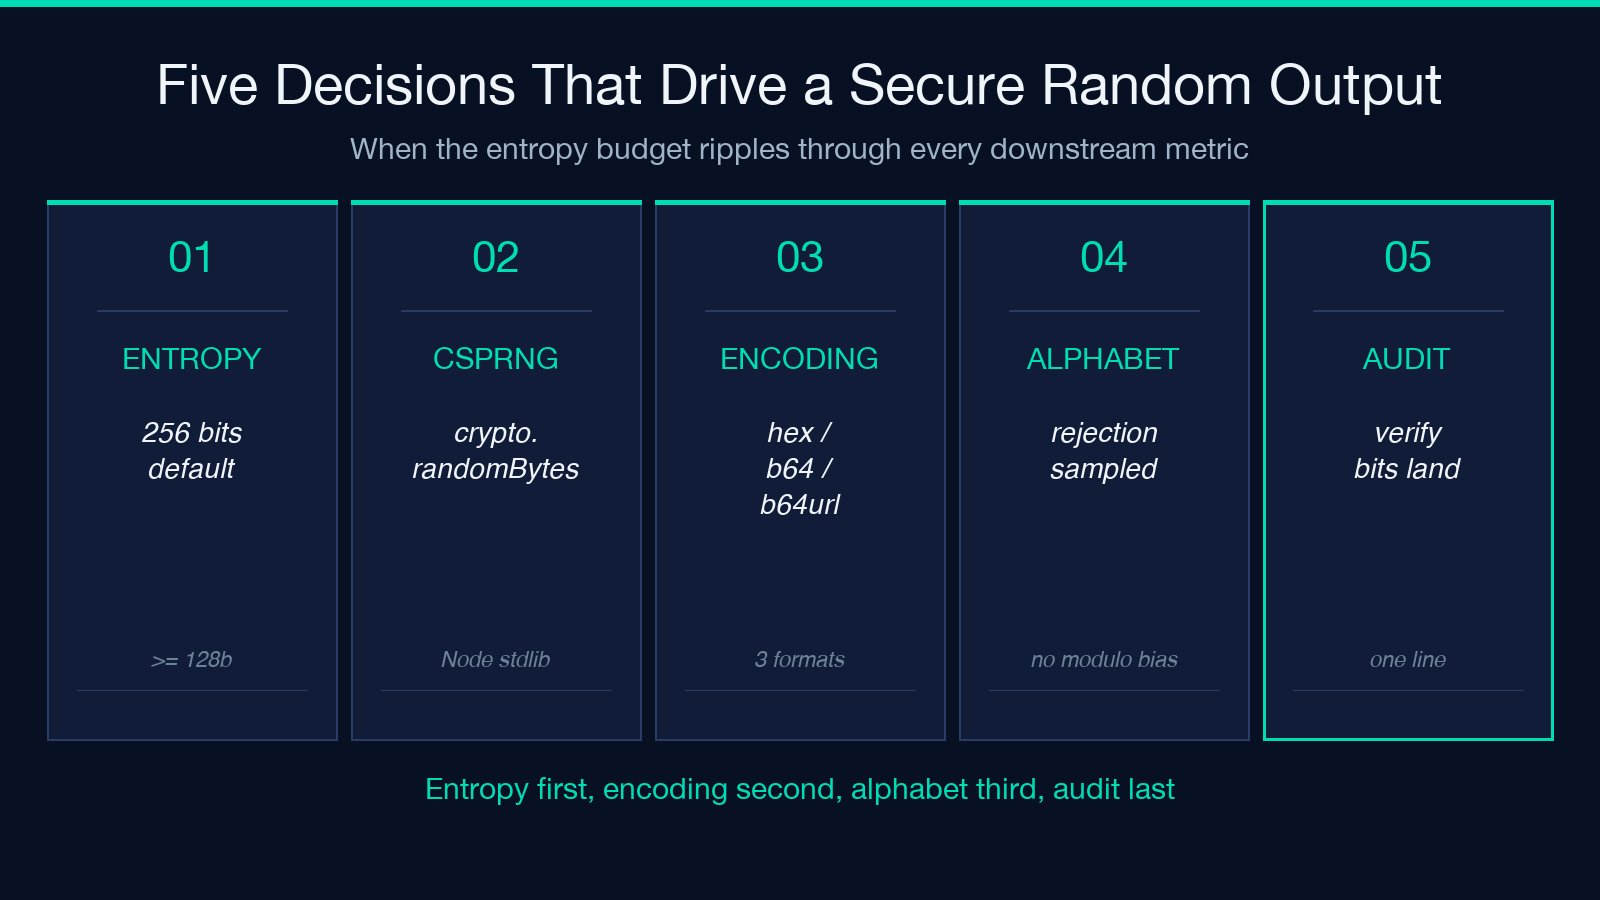 Five Decisions That Drive a Secure Random Output
When the entropy budget ripples through every downstream metric
01
ENTROPY
256 bits
default
>= 128b
02
CSPRNG
crypto.
randomBytes
Node stdlib
03
ENCODING
hex /
b64 /
b64url
3 formats
04
ALPHABET
rejection
sampled
no modulo bias
05
AUDIT
verify
bits land
one line
Entropy first, encoding second, alphabet third, audit last